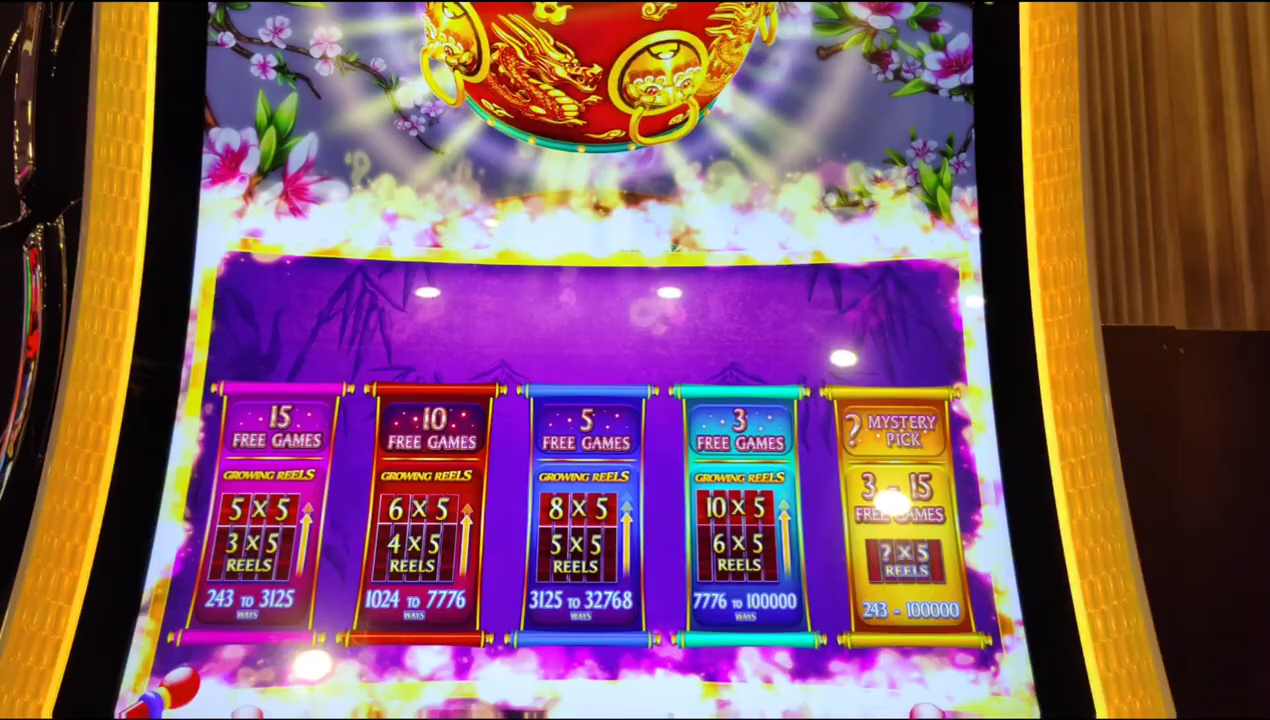 15
FREE GAMES
GROWING REELS
5 X 5
3 X 5
REELS
243 TO 3125
WAYS
10
FREE GAMES
GROWING REELS
6 X 5
4 X 5
REELS
1024 TO 7776
WAYS
5
FREE GAMES
GROWING REELS
8 X 5
5 X 5
REELS
3125 TO 32768
WAYS
3
FREE GAMES
GROWING REELS
10 X 5
6 X 5
REELS
7776 TO 100000
WAYS
? MYSTERY
PICK
3 - 15
FREE GAMES
? X 5
REELS
243 - 100000